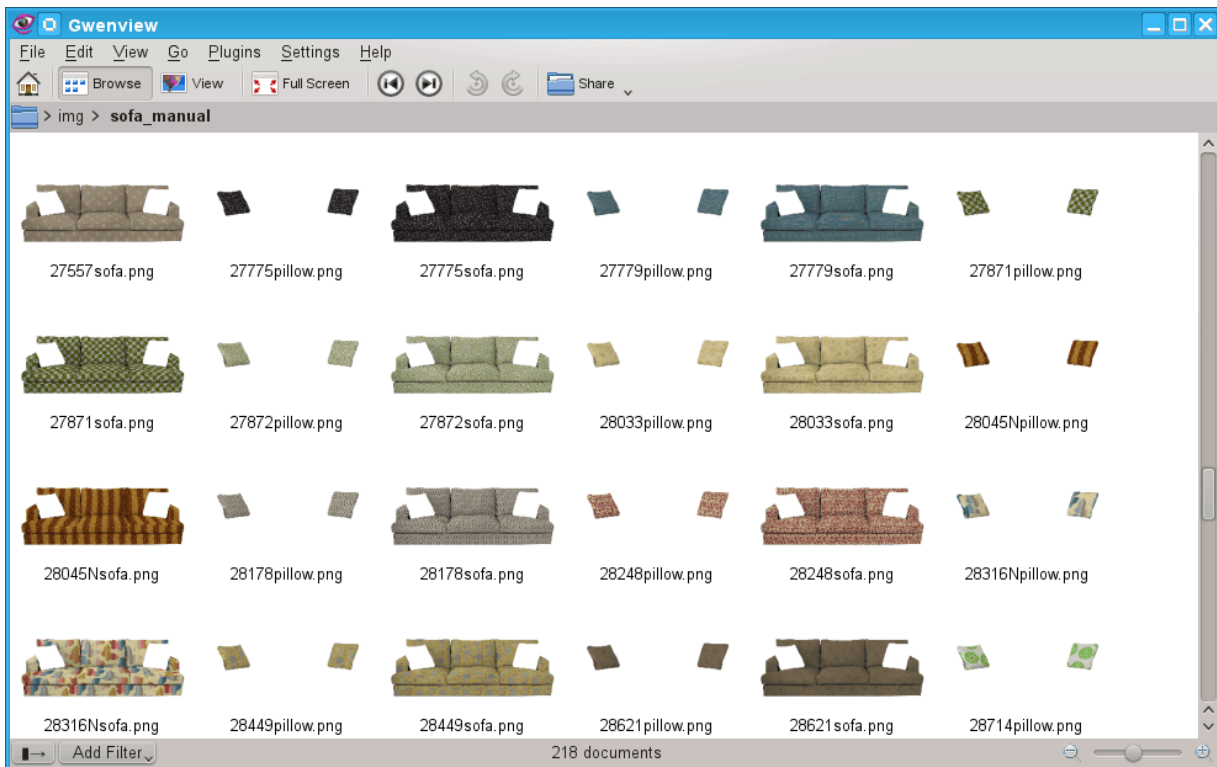 Gwenview
File Edit View Go Plugins Settings Help
Browse View Full Screen Share
> img > sofa_manual
27557sofa.png 27775pillow.png 27775sofa.png 27779pillow.png 27779sofa.png 27871pillow.png
27871sofa.png 27872pillow.png 27872sofa.png 28033pillow.png 28033sofa.png 28045Npillow.png
28045Nsofa.png 28178pillow.png 28178sofa.png 28248pillow.png 28248sofa.png 28316Npillow.png
28316Nsofa.png 28449pillow.png 28449sofa.png 28621pillow.png 28621sofa.png 28714pillow.png
Add Filter 218 documents